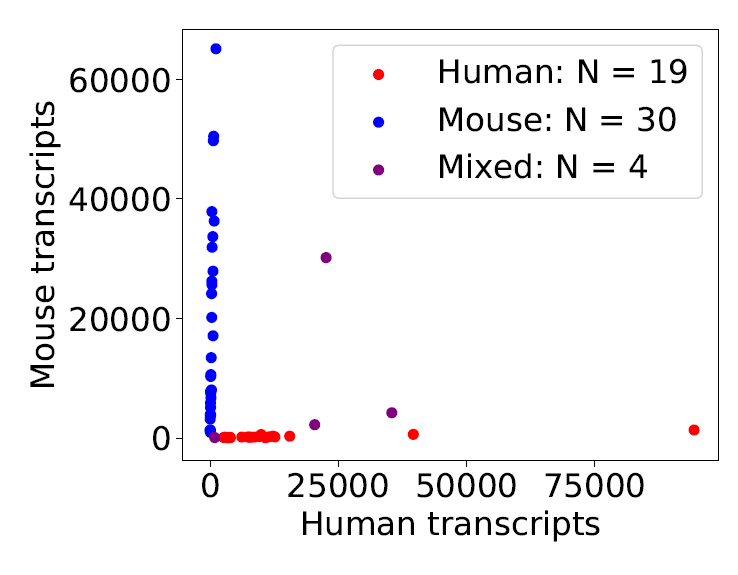 60000
40000
20000
0
Mouse transcripts
Human: N = 19
Mouse: N = 30
Mixed: N = 4
0 25000 50000 75000
Human transcripts